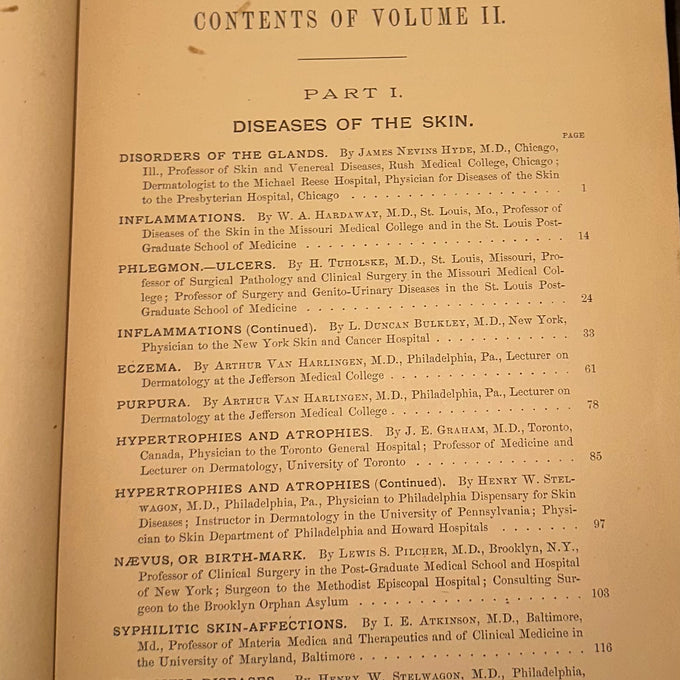 CONTENTS OF VOLUME II.
PART I.
DISEASES OF THE SKIN.
PAGE
DISORDERS OF THE GLANDS. By James Nevins Hyde, M.D., Chicago,
Ill., Professor of Skin and Venereal Diseases, Rush Medical College, Chicago;
Dermatologist to the Michael Reese Hospital, Physician for Diseases of the Skin
to the Presbyterian Hospital, Chicago . . . . . . . . . . . . . . . . . 1
INFLAMMATIONS. By W. A. Hardaway, M.D., St. Louis, Mo., Professor of
Diseases of the Skin in the Missouri Medical College and in the St. Louis Post-
Graduate School of Medicine . . . . . . . . . . . . . . . . . . . . 14
PHLEGMON.—ULCERS. By H. Tuholske, M.D., St. Louis, Missouri, Pro-
fessor of Surgical Pathology and Clinical Surgery in the Missouri Medical Col-
lege; Professor of Surgery and Genito-Urinary Diseases in the St. Louis Post-
Graduate School of Medicine . . . . . . . . . . . . . . . . . . . . 24
INFLAMMATIONS (Continued). By L. Duncan Bulkley, M.D., New York,
Physician to the New York Skin and Cancer Hospital . . . . . . . . . . 33
ECZEMA. By Arthur Van Harlingen, M.D., Philadelphia, Pa., Lecturer on
Dermatology at the Jefferson Medical College . . . . . . . . . . . . . . 61
PURPURA. By Arthur Van Harlingen, M.D., Philadelphia, Pa., Lecturer on
Dermatology at the Jefferson Medical College . . . . . . . . . . . . . . 78
HYPERTROPHIES AND ATROPHIES. By J. E. Graham, M.D., Toronto,
Canada, Physician to the Toronto General Hospital; Professor of Medicine and
Lecturer on Dermatology, University of Toronto . . . . . . . . . . . . 85
HYPERTROPHIES AND ATROPHIES (Continued). By Henry W. Stel-
wagon, M.D., Philadelphia, Pa., Physician to Philadelphia Dispensary for Skin
Diseases; Instructor in Dermatology in the University of Pennsylvania; Physi-
cian to Skin Department of Philadelphia and Howard Hospitals . . . . . . . 97
NÆVUS, OR BIRTH-MARK. By Lewis S. Pilcher, M.D., Brooklyn, N.Y.,
Professor of Clinical Surgery in the Post-Graduate Medical School and Hospital
of New York; Surgeon to the Methodist Episcopal Hospital; Consulting Sur-
geon to the Brooklyn Orphan Asylum . . . . . . . . . . . . . . . . . 103
SYPHILITIC SKIN-AFFECTIONS. By I. E. Atkinson, M.D., Baltimore,
Md., Professor of Materia Medica and Therapeutics and of Clinical Medicine in
the University of Maryland, Baltimore . . . . . . . . . . . . . . . . . 116
DISEASES. By Henry W. Stelwagon, M.D., Philadelphia,